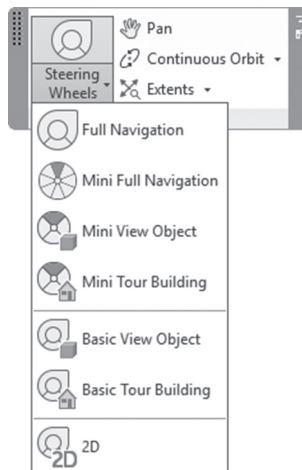 Pan
Continuous Orbit
Steering
Wheels
Extents
Full Navigation
Mini Full Navigation
Mini View Object
Mini Tour Building
Basic View Object
Basic Tour Building
2D 2D